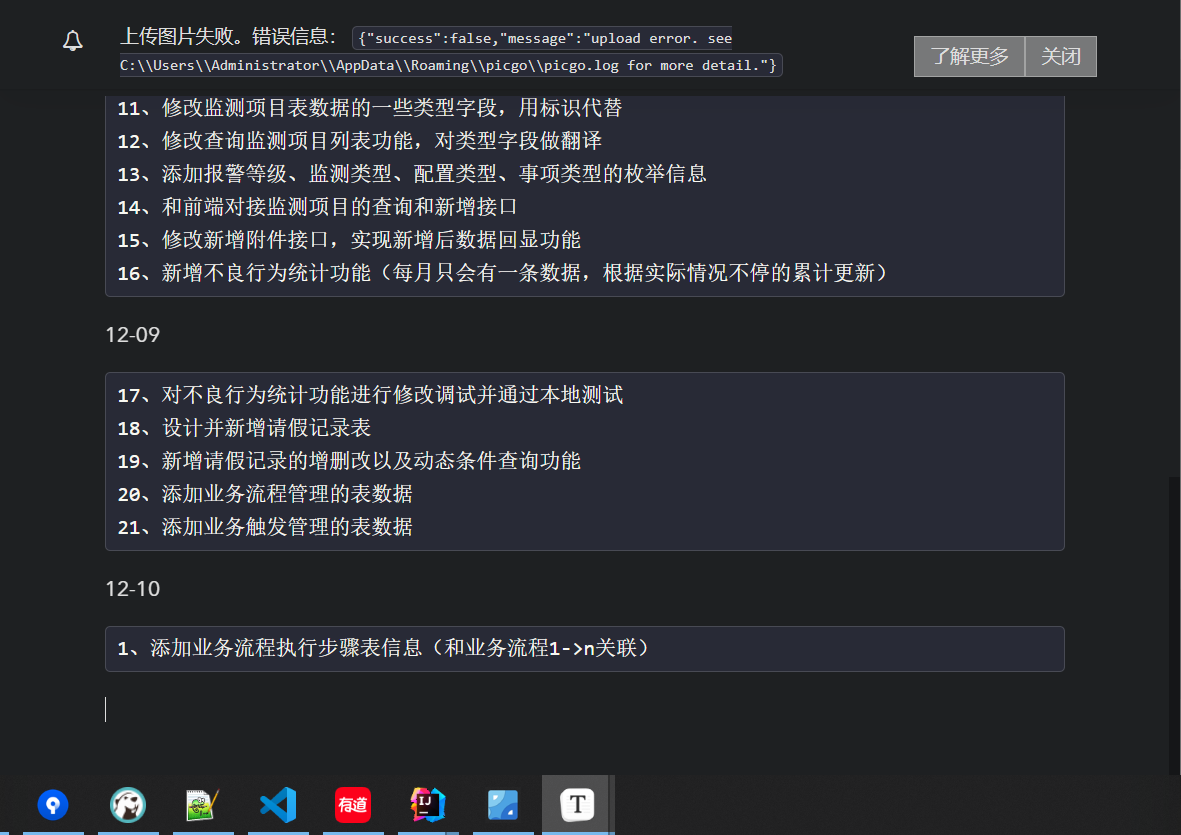 上传图片失败。错误信息： {"success":false,"message":"upload error. see
C:\\Users\\Administrator\\AppData\\Roaming\\picgo\\picgo.log for more detail."}
了解更多 关闭
11、修改监测项目表数据的一些类型字段，用标识代替
12、修改查询监测项目列表功能，对类型字段做翻译
13、添加报警等级、监测类型、配置类型、事项类型的枚举信息
14、和前端对接监测项目的查询和新增接口
15、修改新增附件接口，实现新增后数据回显功能
16、新增不良行为统计功能（每月只会有一条数据，根据实际情况不停的累计更新）
12-09
17、对不良行为统计功能进行修改调试并通过本地测试
18、设计并新增请假记录表
19、新增请假记录的增删改以及动态条件查询功能
20、添加业务流程管理的表数据
21、添加业务触发管理的表数据
12-10
1、添加业务流程执行步骤表信息（和业务流程1->n关联）
有道 IJ T